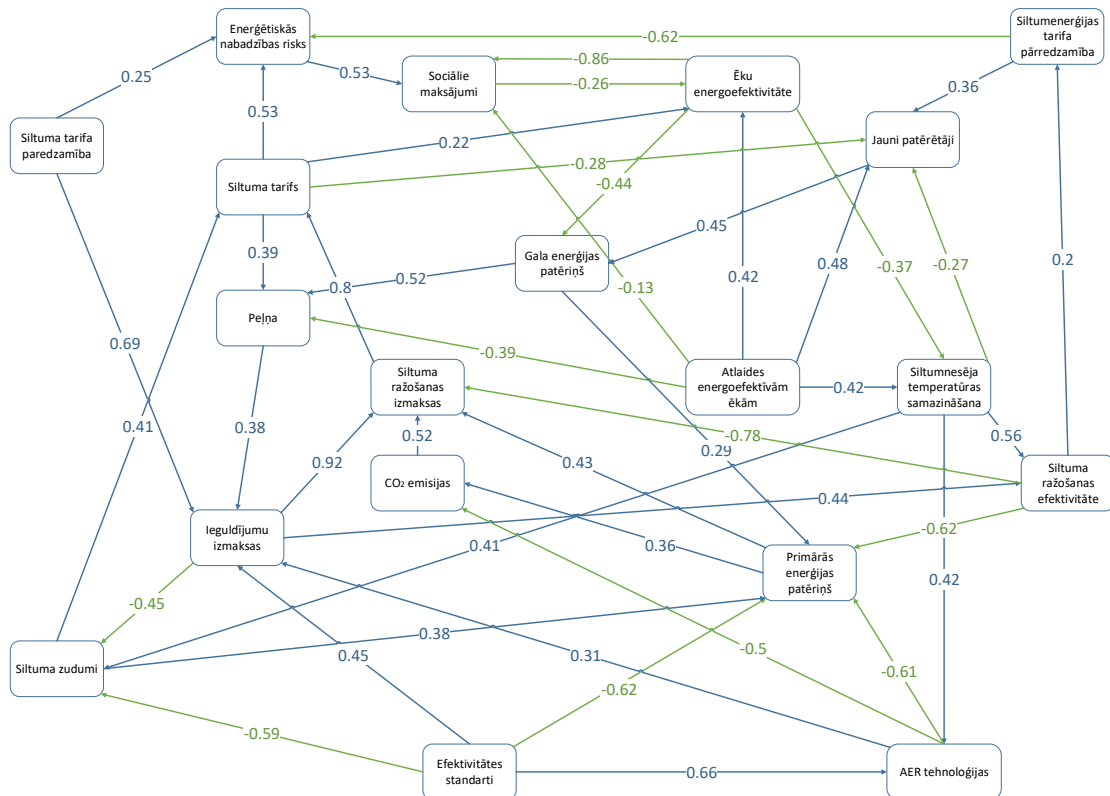 Enerģētiskās
nabadzības risks
-0.62
Siltumenerģijas
tarifa
pārredzamība
0.25
0.53
Sociālie
maksājumi
-0.86
-0.26
Ēku
energoefektivitāte
0.36
0.53
Siltuma tarifa
paredzamība
0.22
Jauni patērētāji
-0.28
Siltuma tarifs
-0.44
0.45
0.39
Gala enerģijas
patēriņš
0.52
0.8
-0.13
0.42
0.48
-0.37
-0.27
0.2
Peļņa
0.69
-0.39
Siltuma
ražošanas
izmaksas
Atlaides
energoefektīvām
ēkām
0.42
Siltumnesēja
temperatūras
samazināšana
0.41
0.38
0.52
-0.78
0.56
0.29
0.92
0.43
CO₂ emisijas
Siltuma
ražošanas
efektivitāte
0.44
Ieguldījumu
izmaksas
0.41
0.36
-0.62
Primārās
enerģijas
patēriņš
0.42
-0.45
0.38
Siltuma zudumi
0.45
0.31
-0.5
-0.61
-0.62
-0.59
Efektivitātes
standarti
0.66
AER tehnoloģijas